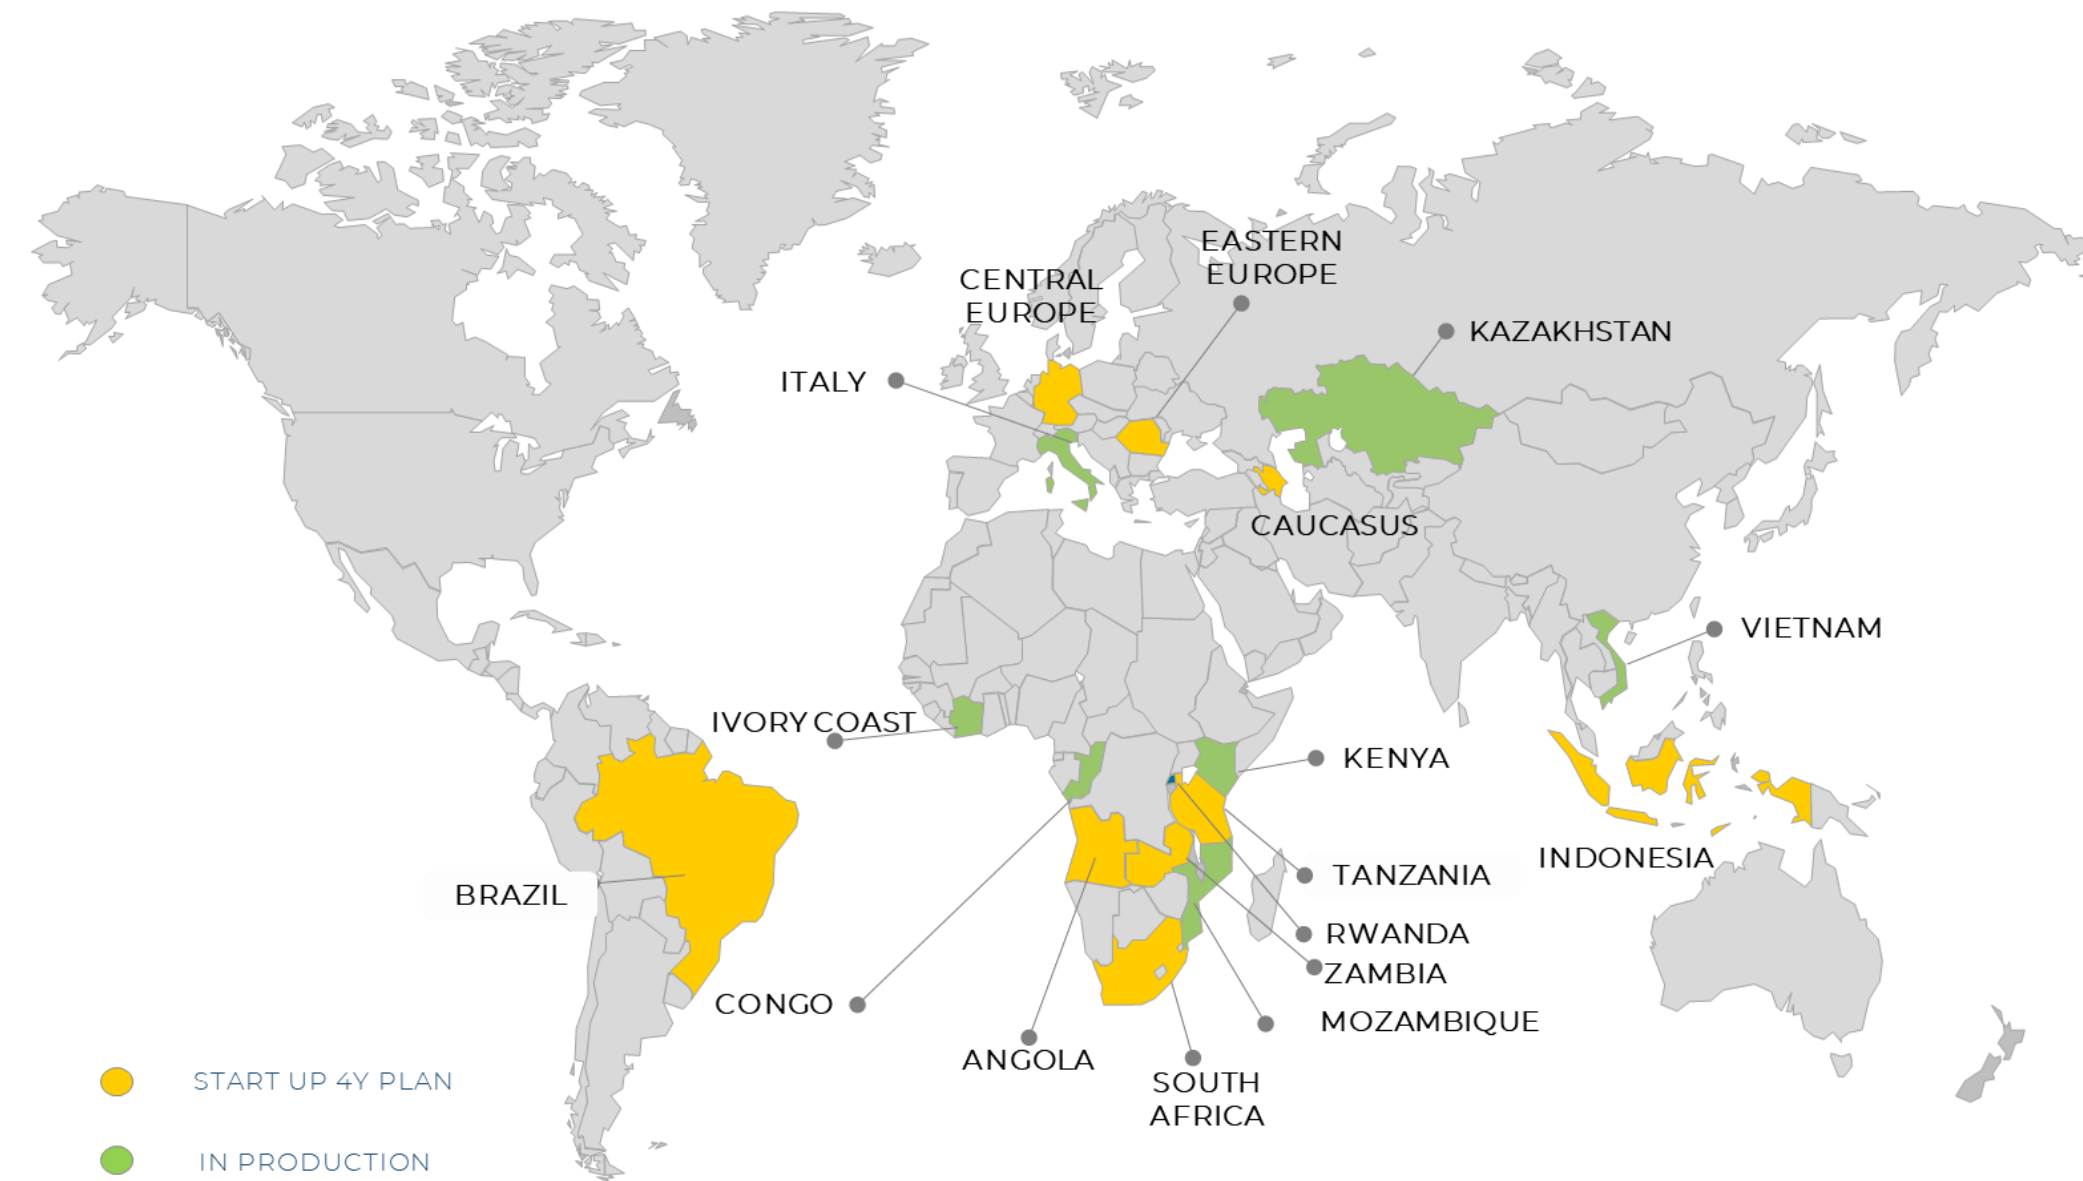 EASTERN
EUROPE
CENTRAL
EUROPE
KAZAKHSTAN
ITALY
CAUCASUS
VIETNAM
IVORY COAST
KENYA
INDONESIA
TANZANIA
BRAZIL
RWANDA
ZAMBIA
CONGO
MOZAMBIQUE
ANGOLA
SOUTH
AFRICA
START UP 4Y PLAN
IN PRODUCTION